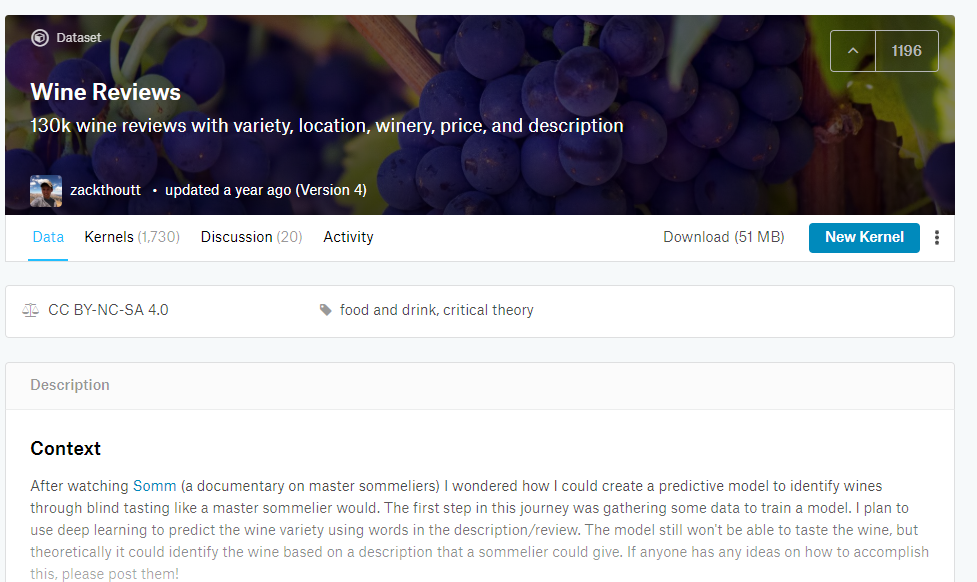 Dataset
1196
Wine Reviews
130k wine reviews with variety, location, winery, price, and description
zackthoutt • updated a year ago (Version 4)
Data Kernels (1,730) Discussion (20) Activity Download (51 MB) New Kernel
CC BY-NC-SA 4.0 food and drink, critical theory
Description
Context
After watching Somm (a documentary on master sommeliers) I wondered how I could create a predictive model to identify wines
through blind tasting like a master sommelier would. The first step in this journey was gathering some data to train a model. I plan to
use deep learning to predict the wine variety using words in the description/review. The model still won't be able to taste the wine, but
theoretically it could identify the wine based on a description that a sommelier could give. If anyone has any ideas on how to accomplish
this, please post them!